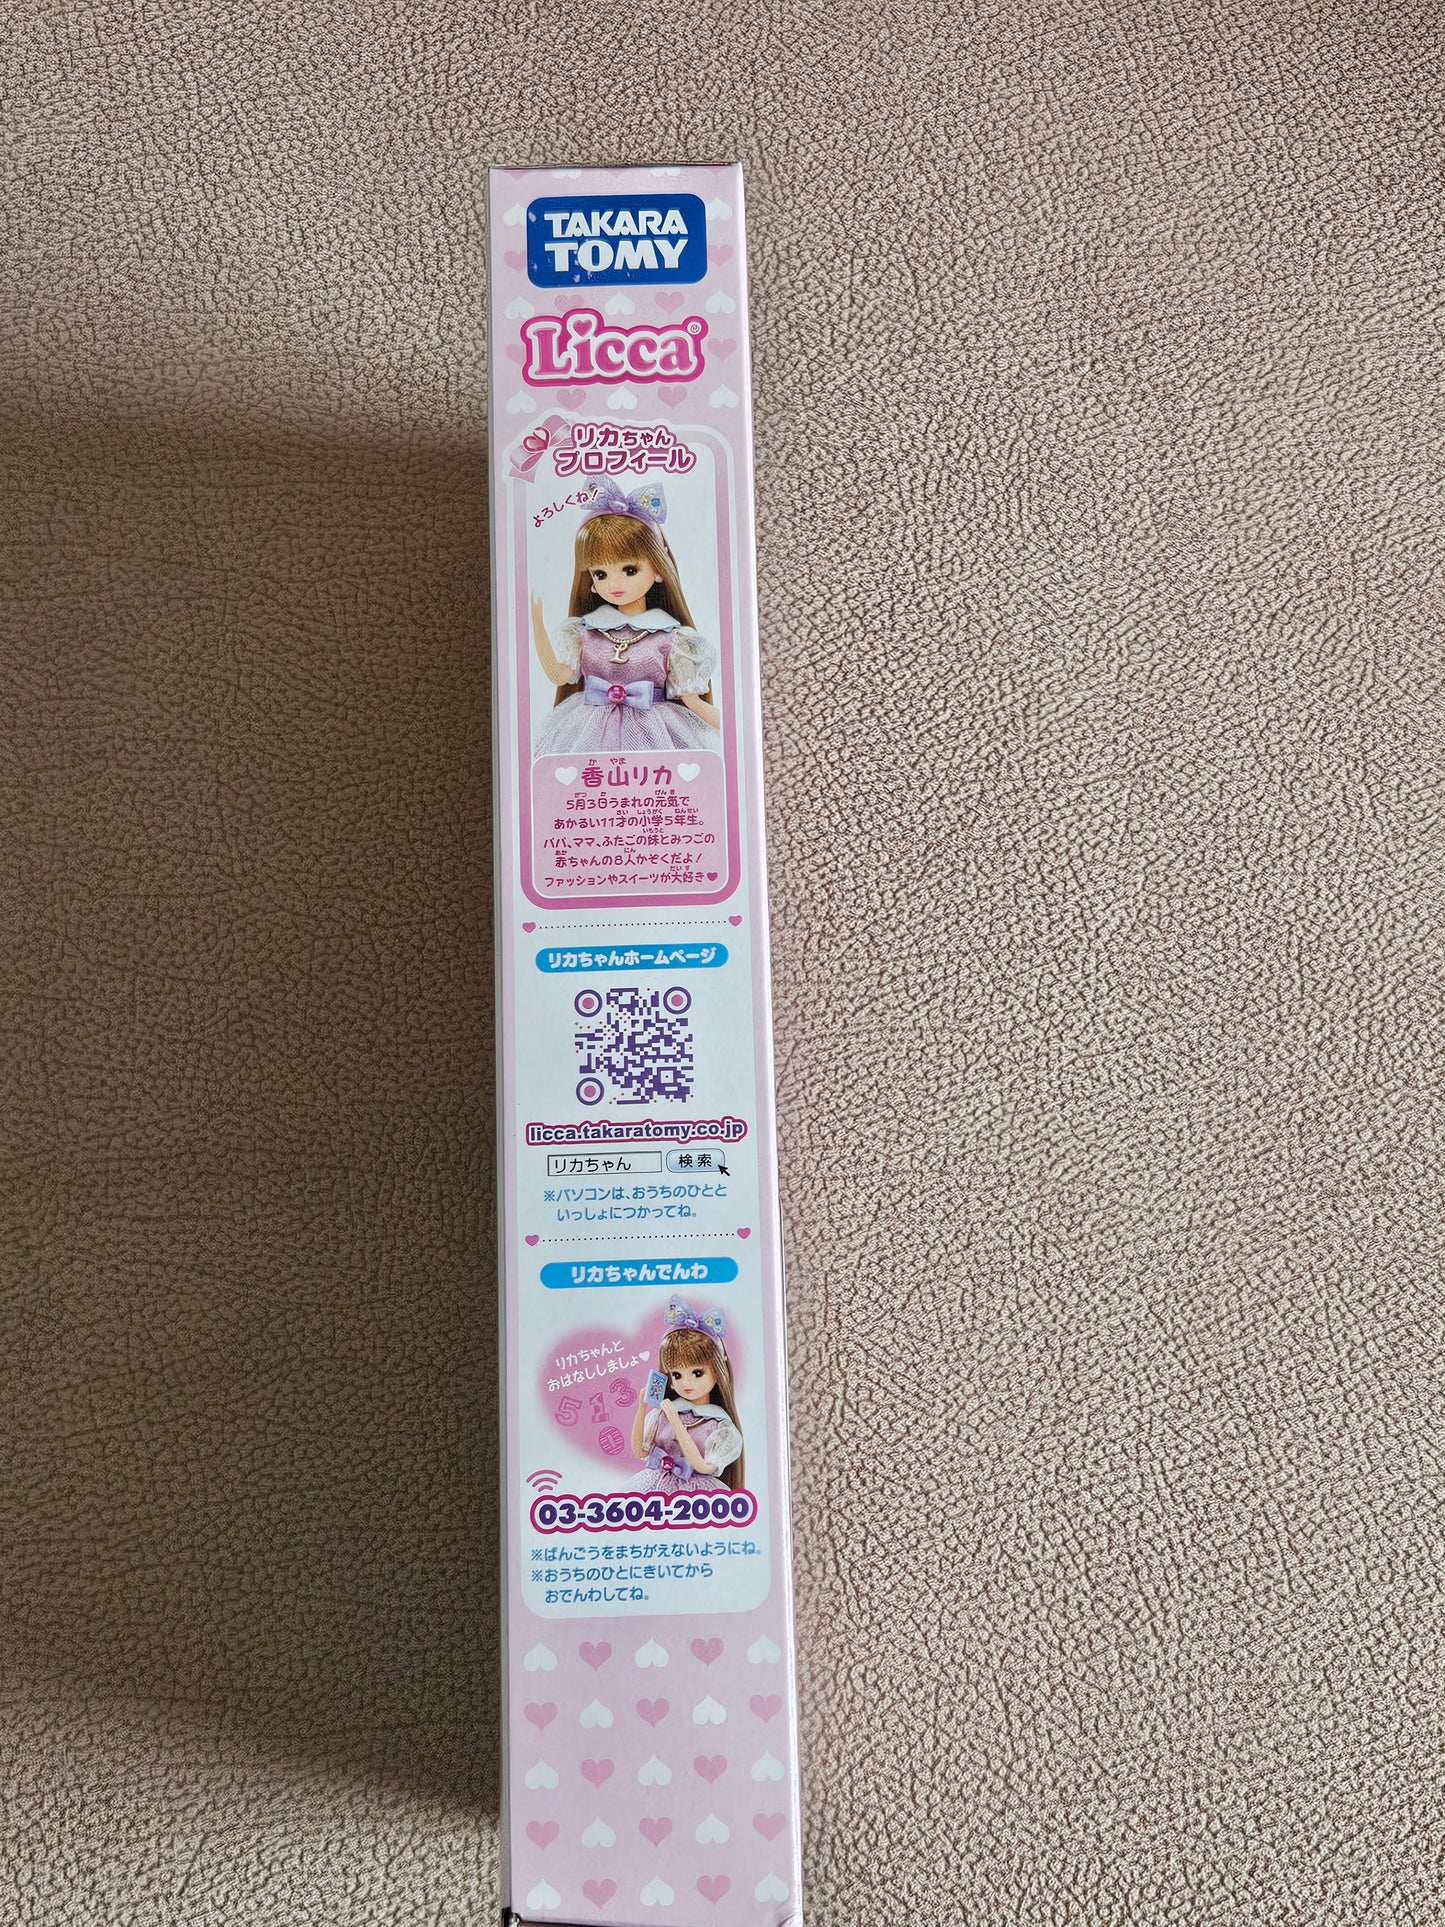 TAKARA
TOMY
Licca®
リカちゃん
プロフィール
よろしくね!
香山リカ
5月3日うまれの元気で
あかるい11才の小学5年生。
パパ、ママ、ふたごの妹とみつごの
赤ちゃんの8人かぞくだよ!
ファッションやスイーツが大好き♥
リカちゃんホームページ
licca.takaratomy.co.jp
リカちゃん 検索
※パソコンは、おうちのひとと
いっしょにつかってね。
リカちゃんでんわ
リカちゃんと
おはなししましょ♥
5 1 3
0
03-3604-2000
※ばんごうをまちがえないようにね。
※おうちのひとにきいてから
おでんわしてね。